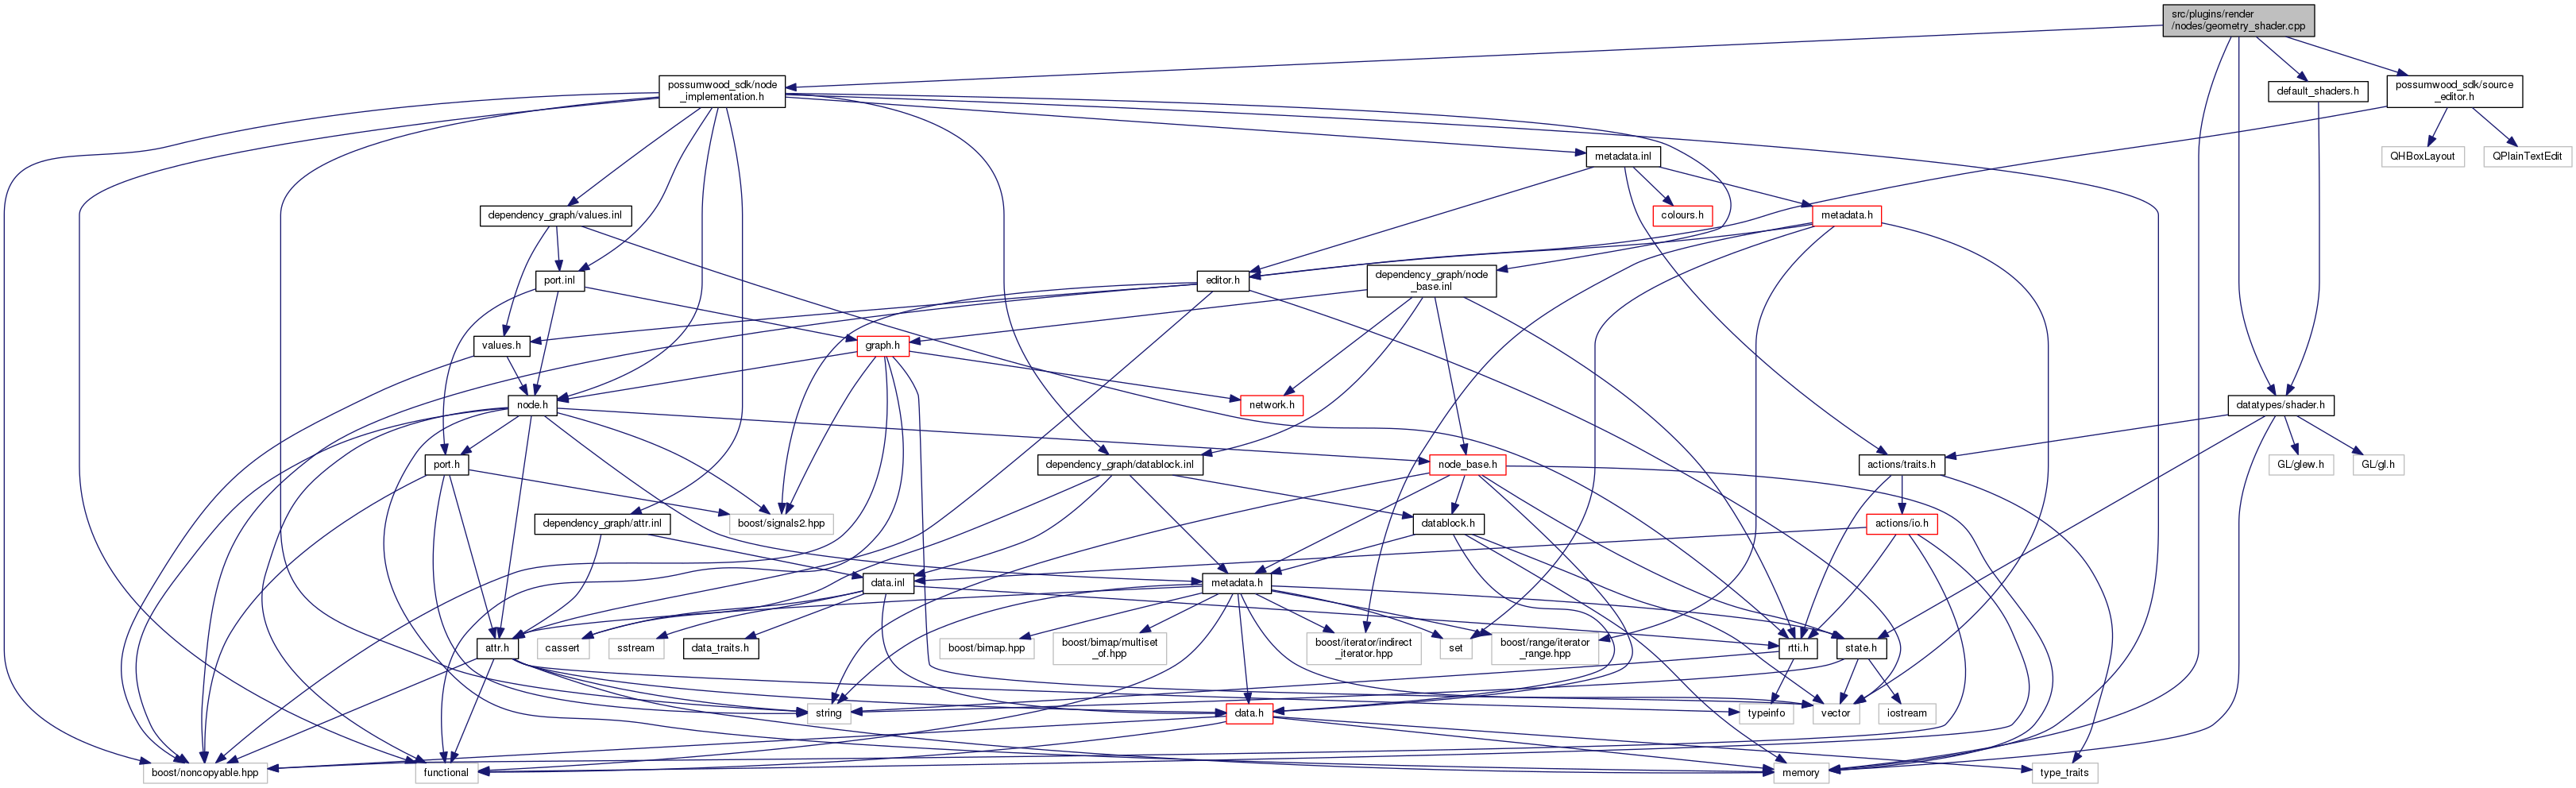 src/plugins/render
/nodes/geometry_shader.cpp
possumwood_sdk/node
_implementation.h
default_shaders.h
possumwood_sdk/source
_editor.h
metadata.inl
QHBoxLayout
QPlainTextEdit
dependency_graph/values.inl
colours.h
metadata.h
port.inl
editor.h
dependency_graph/node
_base.inl
values.h
graph.h
node.h
network.h
datatypes/shader.h
port.h
dependency_graph/datablock.inl
node_base.h
actions/traits.h
GL/glew.h
GL/gl.h
dependency_graph/attr.inl
boost/signals2.hpp
datablock.h
actions/io.h
data.inl
metadata.h
attr.h
cassert
sstream
data_traits.h
boost/bimap.hpp
boost/bimap/multiset
_of.hpp
boost/iterator/indirect
_iterator.hpp
set
boost/range/iterator
_range.hpp
rtti.h
state.h
string
data.h
typeinfo
vector
iostream
boost/noncopyable.hpp
functional
memory
type_traits